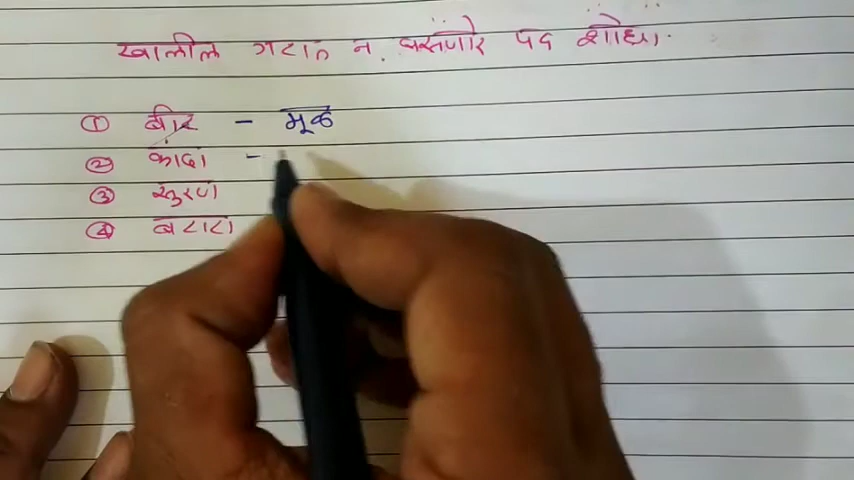 खालील गटात न बसणारे पद शोधा.
① बीट - मूळ
② कांदा -
③ सुरण
④ बटाटा